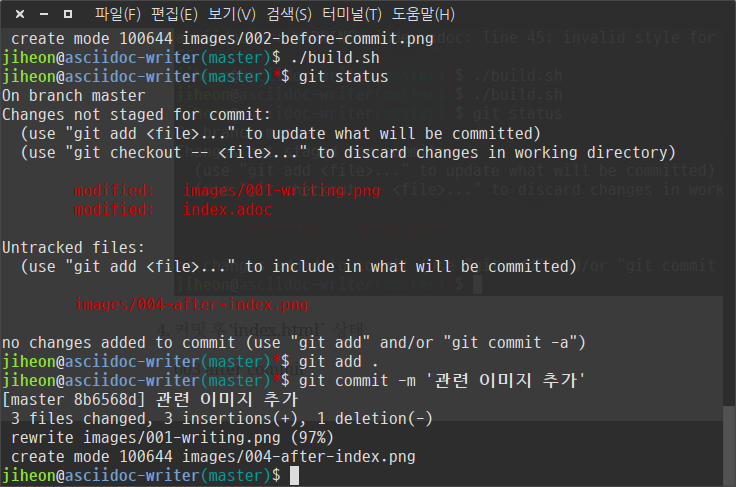 파일(F) 편집(E) 보기(V) 검색(S) 터미널(T) 도움말(H)
create mode 100644 images/002-before-commit.png
jiheon@asciidoc-writer(master)$ ./build.sh
jiheon@asciidoc-writer(master)*$ git status
On branch master
Changes not staged for commit:
(use "git add <file>..." to update what will be committed)
(use "git checkout -- <file>..." to discard changes in working directory)
modified: images/001-writing.png
modified: index.adoc
Untracked files:
(use "git add <file>..." to include in what will be committed)
images/004-after-index.png
4. 커밋 후 'index.html' 상태
no changes added to commit (use "git add" and/or "git commit -a")
jiheon@asciidoc-writer(master)*$ git add .
jiheon@asciidoc-writer(master)*$ git commit -m '관련 이미지 추가'
[master 8b6568d] 관련 이미지 추가
3 files changed, 3 insertions(+), 1 deletion(-)
rewrite images/001-writing.png (97%)
create mode 100644 images/004-after-index.png
jiheon@asciidoc-writer(master)$